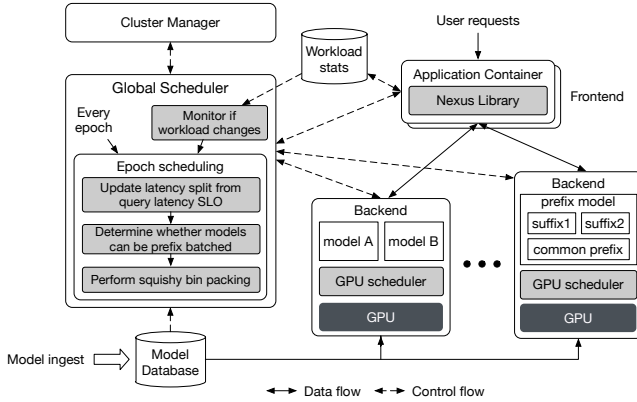 Cluster Manager
User requests
Workload
stats
Global Scheduler
Application Container
Nexus Library
Frontend
Every
epoch
Monitor if
workload changes
Epoch scheduling
Update latency split from
query latency SLO
Determine whether models
can be prefix batched
Perform squishy bin packing
Backend
model A
model B
GPU scheduler
GPU
Backend
prefix model
suffix1
suffix2
common prefix
GPU scheduler
GPU
Model ingest
Model
Database
Data flow
Control flow